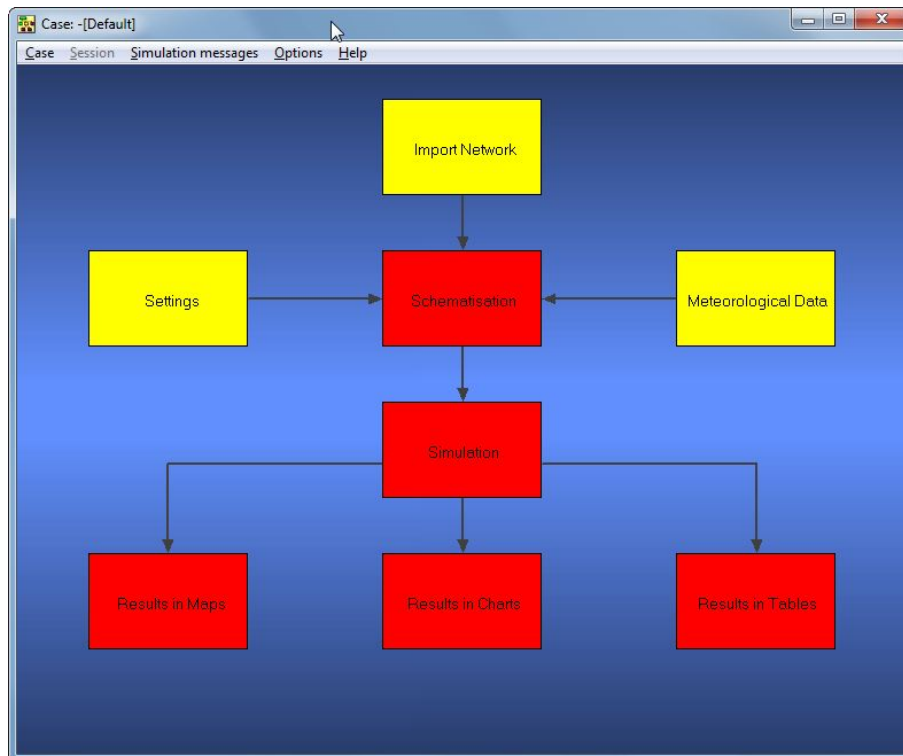 Case: -[Default]
Case Session Simulation messages Options Help
Import Network
Settings
Schematisation
Meteorological Data
Simulation
Results in Maps
Results in Charts
Results in Tables